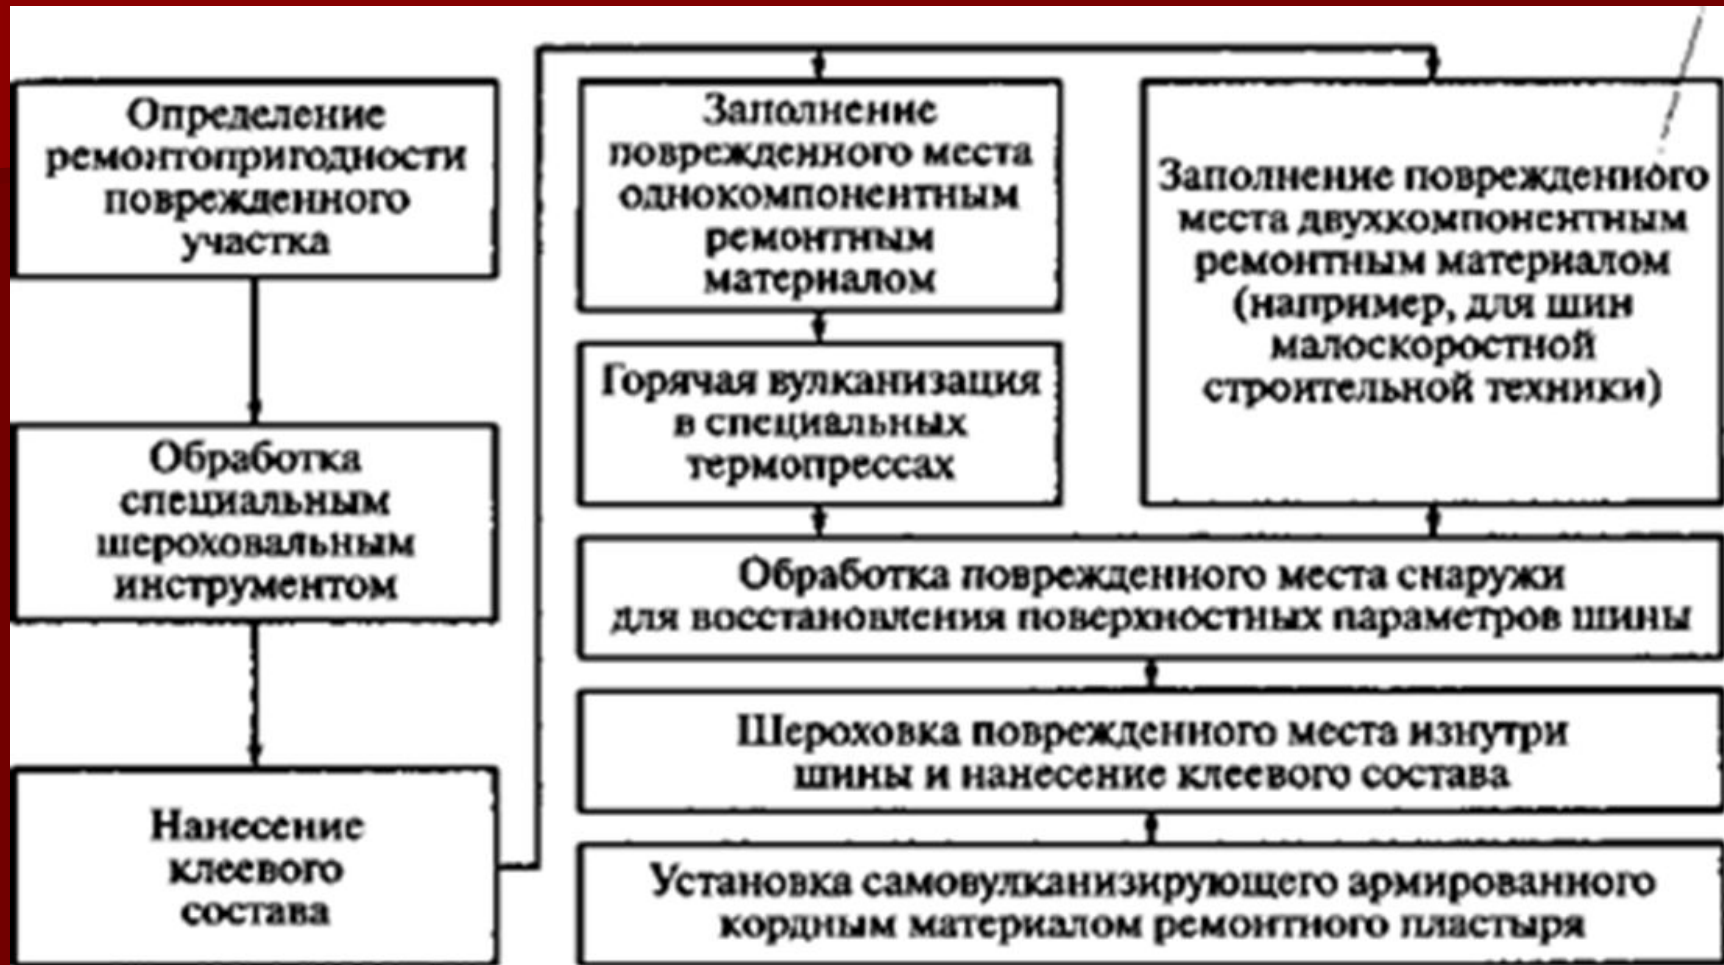 Определение
ремонтопригодности
поврежденного
участка
Обработка
специальным
шероховальным
инструментом
Нанесение
клеевого
состава
Заполнение
поврежденного места
однокомпонентным
ремонтным
материалом
Горячая вулканизация
в специальных
термопрессах
Заполнение поврежденного
места двухкомпонентным
ремонтным материалом
(например, для шин
малоскоростной
строительной техники)
Обработка поврежденного места снаружи
для восстановления поверхностных параметров шины
Шероховка поврежденного места изнутри
шины и нанесение клеевого состава
Установка самовулканизирующего армированного
кордным материалом ремонтного пластыря